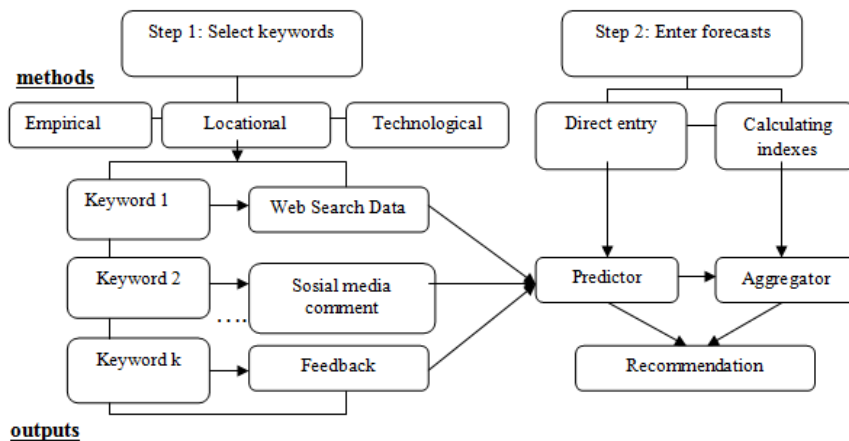 Step 1: Select keywords
Step 2: Enter forecasts
methods
Empirical
Locational
Technological
Direct entry
Calculating
indexes
Keyword 1
Web Search Data
Keyword 2
Sosial media
comment
....
Predictor
Aggregator
Keyword k
Feedback
Recommendation
outputs